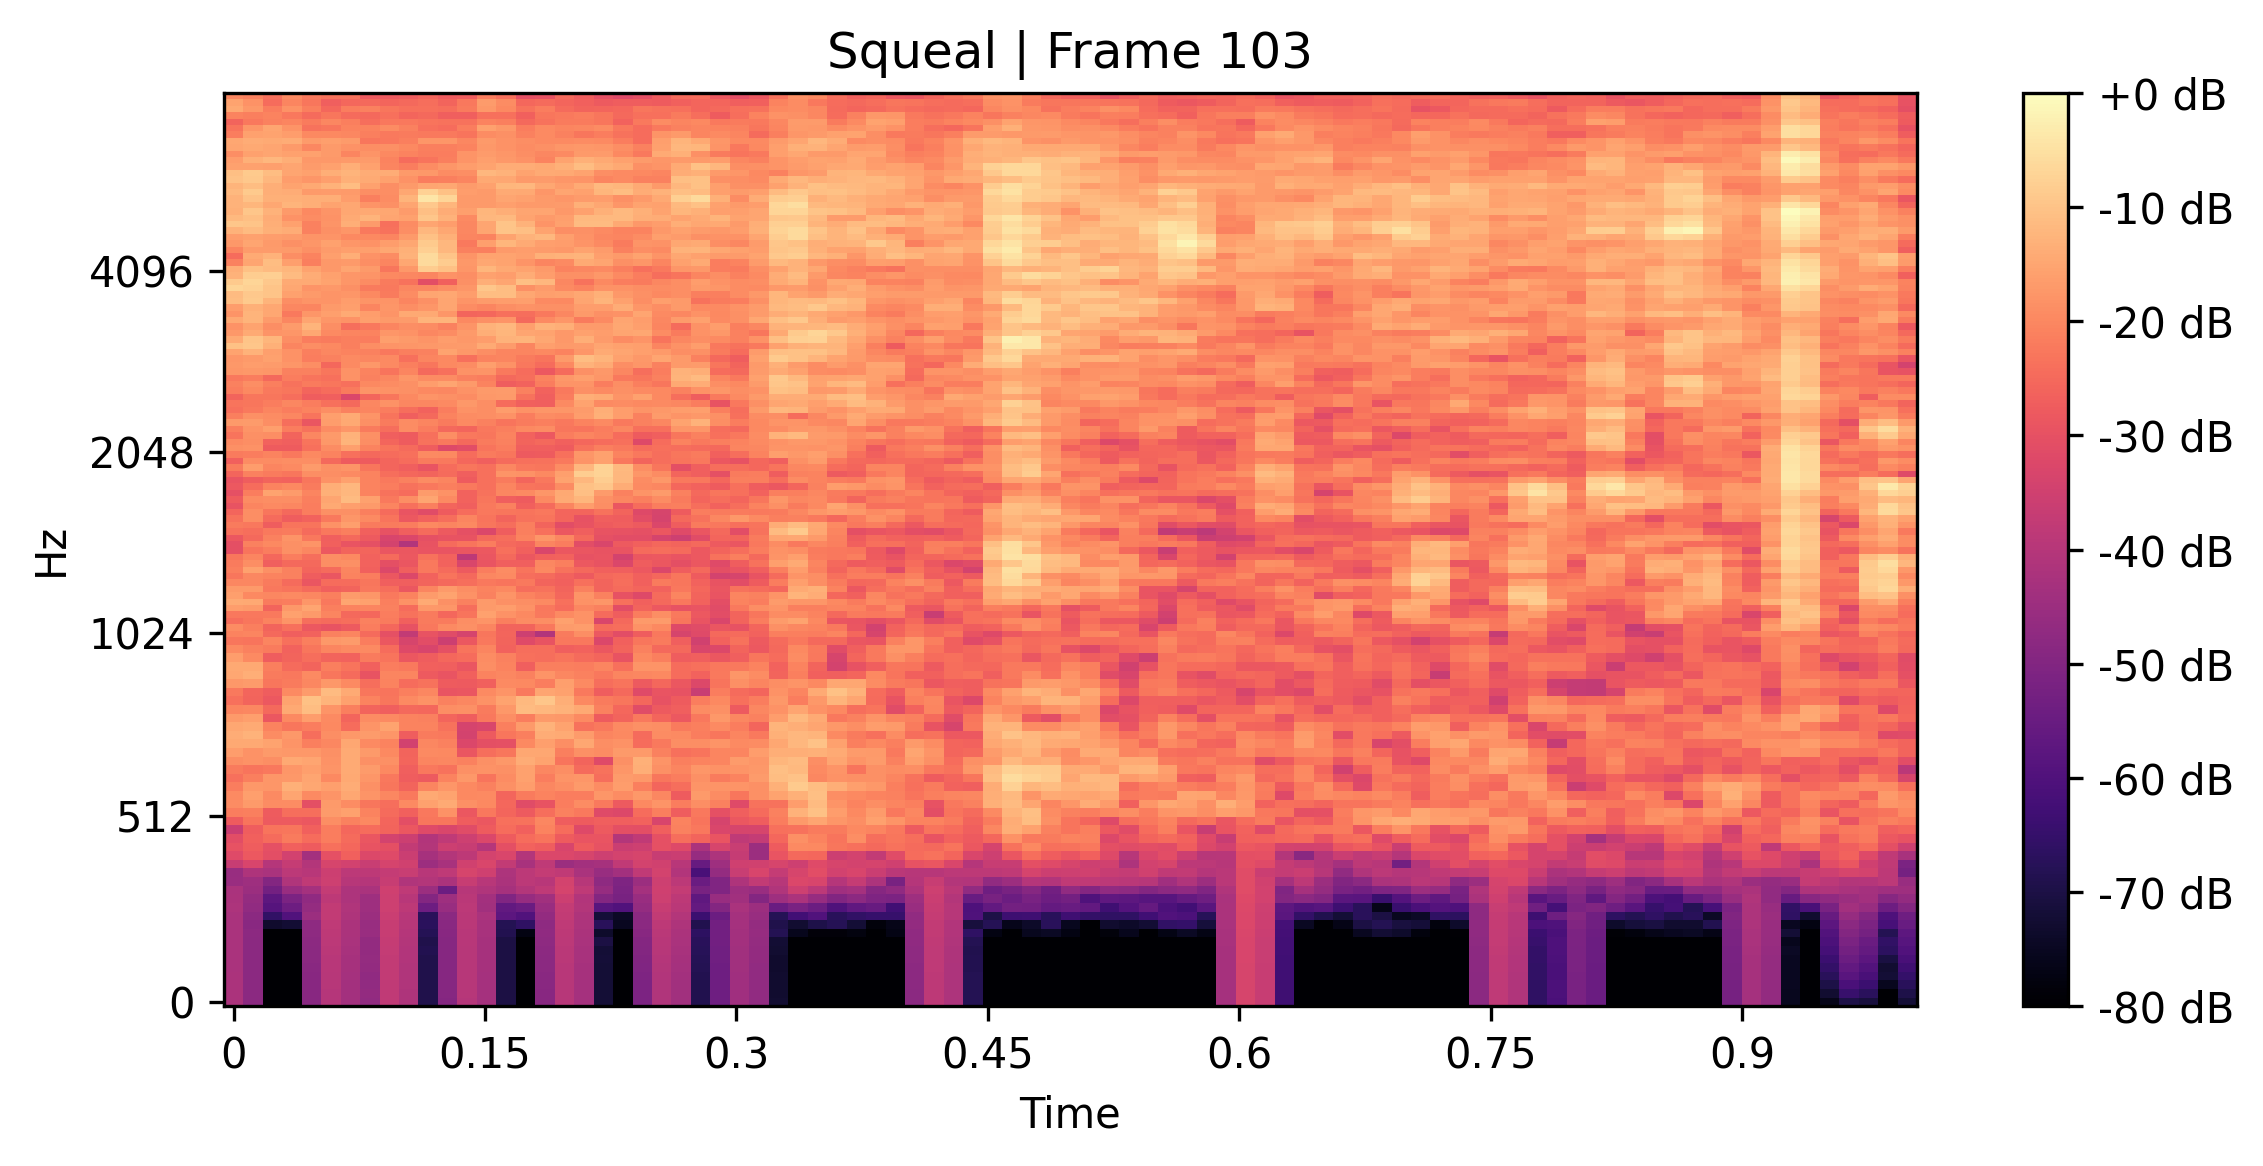 Squeal | Frame 103
+0 dB
-10 dB
-20 dB
-30 dB
-40 dB
-50 dB
-60 dB
-70 dB
-80 dB
4096
2048
1024
512
0
Hz
0 0.15 0.3 0.45 0.6 0.75 0.9
Time